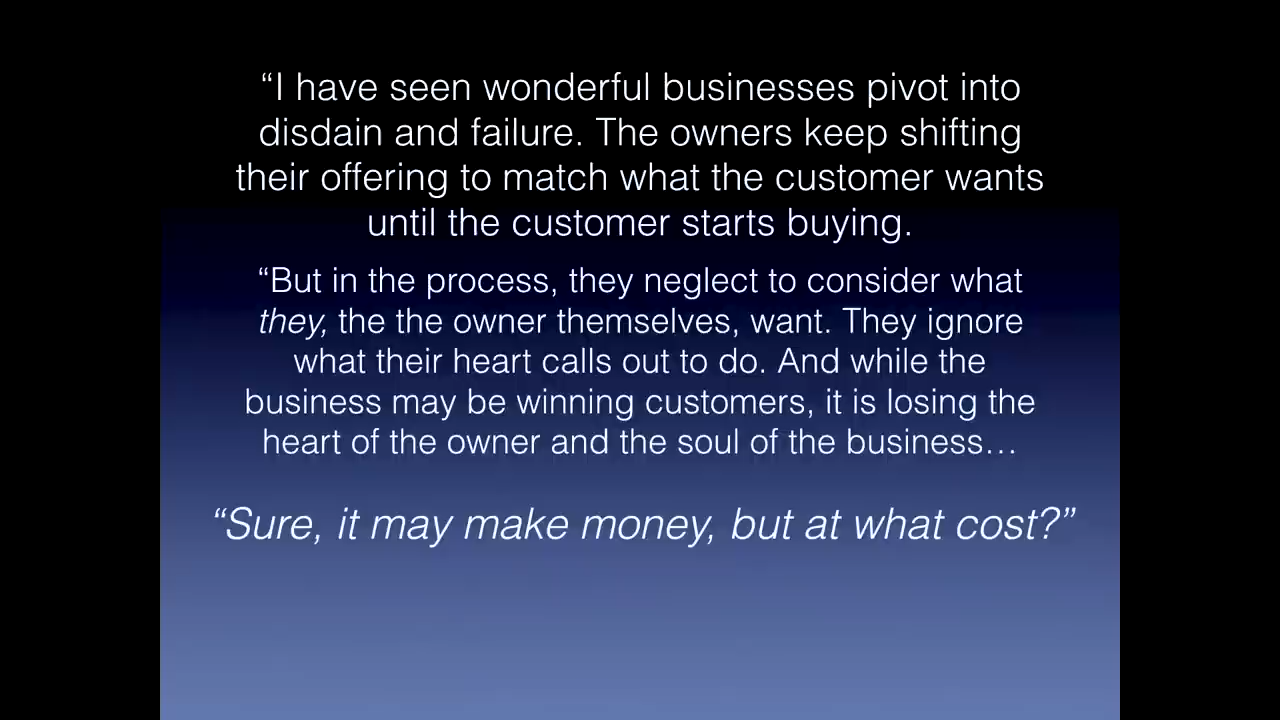 “I have seen wonderful businesses pivot into
disdain and failure. The owners keep shifting
their offering to match what the customer wants
until the customer starts buying.
“But in the process, they neglect to consider what
they, the the owner themselves, want. They ignore
what their heart calls out to do. And while the
business may be winning customers, it is losing the
heart of the owner and the soul of the business…
“Sure, it may make money, but at what cost?”